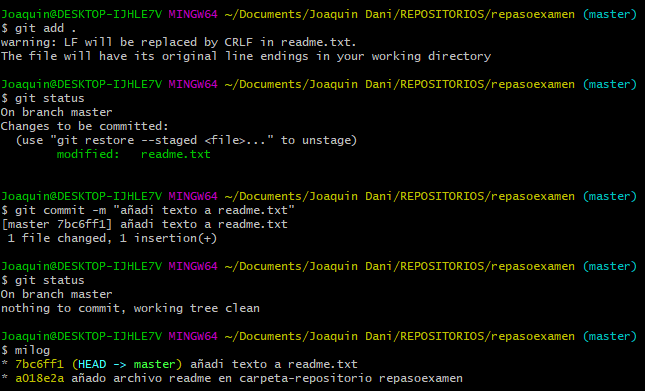 Joaquin@DESKTOP-IJHLE7V MINGW64 ~/Documents/Joaquin Dani/REPOSITORIOS/repasoexamen (master)
$ git add .
warning: LF will be replaced by CRLF in readme.txt.
The file will have its original line endings in your working directory
Joaquin@DESKTOP-IJHLE7V MINGW64 ~/Documents/Joaquin Dani/REPOSITORIOS/repasoexamen (master)
$ git status
On branch master
Changes to be committed:
  (use "git restore --staged <file>..." to unstage)
        modified:   readme.txt
Joaquin@DESKTOP-IJHLE7V MINGW64 ~/Documents/Joaquin Dani/REPOSITORIOS/repasoexamen (master)
$ git commit -m "añadi texto a readme.txt"
[master 7bc6ff1] añadi texto a readme.txt
 1 file changed, 1 insertion(+)
Joaquin@DESKTOP-IJHLE7V MINGW64 ~/Documents/Joaquin Dani/REPOSITORIOS/repasoexamen (master)
$ git status
On branch master
nothing to commit, working tree clean
Joaquin@DESKTOP-IJHLE7V MINGW64 ~/Documents/Joaquin Dani/REPOSITORIOS/repasoexamen (master)
$ milog
* 7bc6ff1 (HEAD -> master) añadi texto a readme.txt
* a018e2a añado archivo readme en carpeta-repositorio repasoexamen